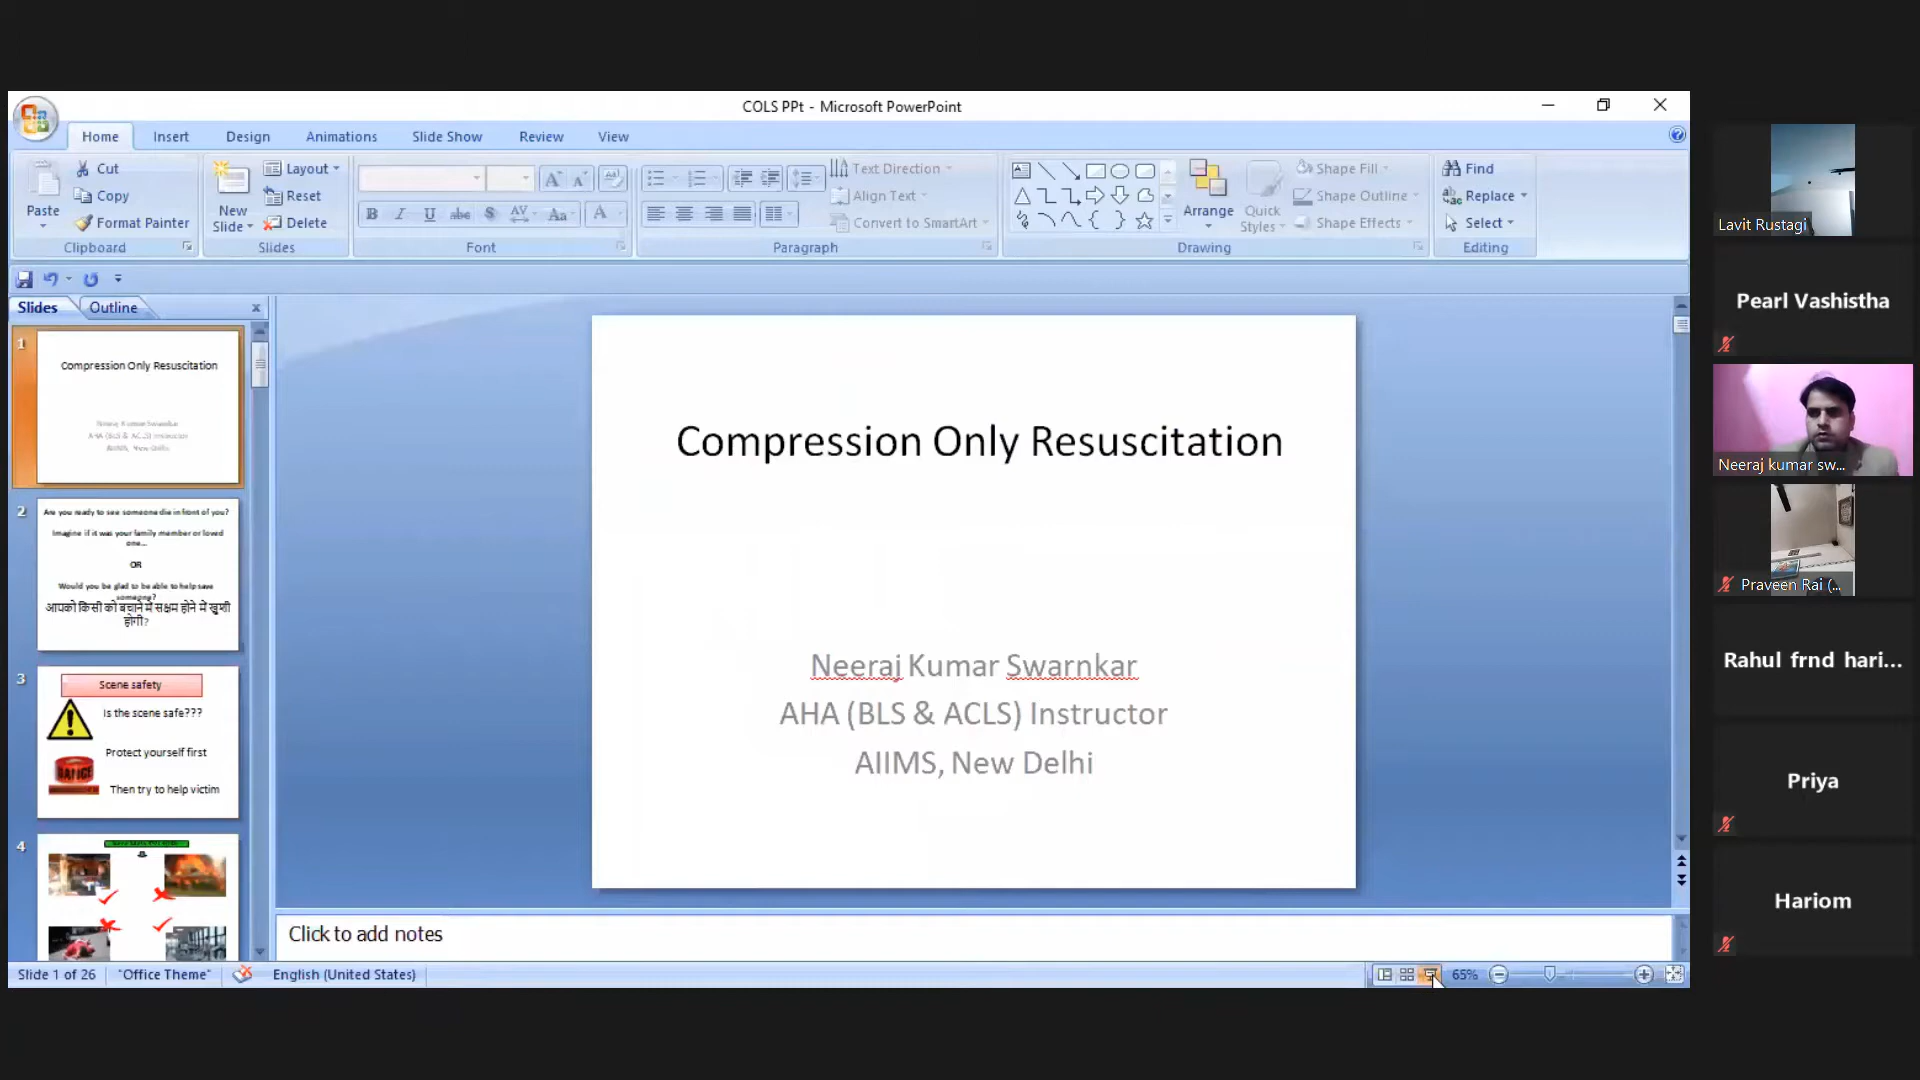 COLS PPt - Microsoft PowerPoint
Home Insert Design Animations Slide Show Review View
Paste
Cut
Copy
Format Painter
Clipboard
New
Slide
Layout
Reset
Delete
Slides
Font
Paragraph
Text Direction
Align Text
Convert to SmartArt
Arrange
Quick
Styles
Shape Fill
Shape Outline
Shape Effects
Drawing
Find
Replace
Select
Editing
Slides Outline
1
Compression Only Resuscitation
Neeraj Kumar Swarnkar
AHA (BLS & ACLS) Instructor
AIIMS, New Delhi
2
Are you ready to see someone die in front of you?
Imagine if it was your family member or loved
one...
OR
Would you be glad to be able to help save
someone?
आपको किसी को बचाने में सक्षम होने में खुशी
होगी?
3
Scene safety
Is the scene safe???
Protect yourself first
DANGER
Then try to help victim
4
Compression Only Resuscitation
Neeraj Kumar Swarnkar
AHA (BLS & ACLS) Instructor
AIIMS, New Delhi
Click to add notes
Slide 1 of 26 "Office Theme" English (United States) 65%
Lavit Rustagi
Pearl Vashistha
Neeraj kumar sw...
Praveen Rai (...
Rahul frnd hari...
Priya
Hariom